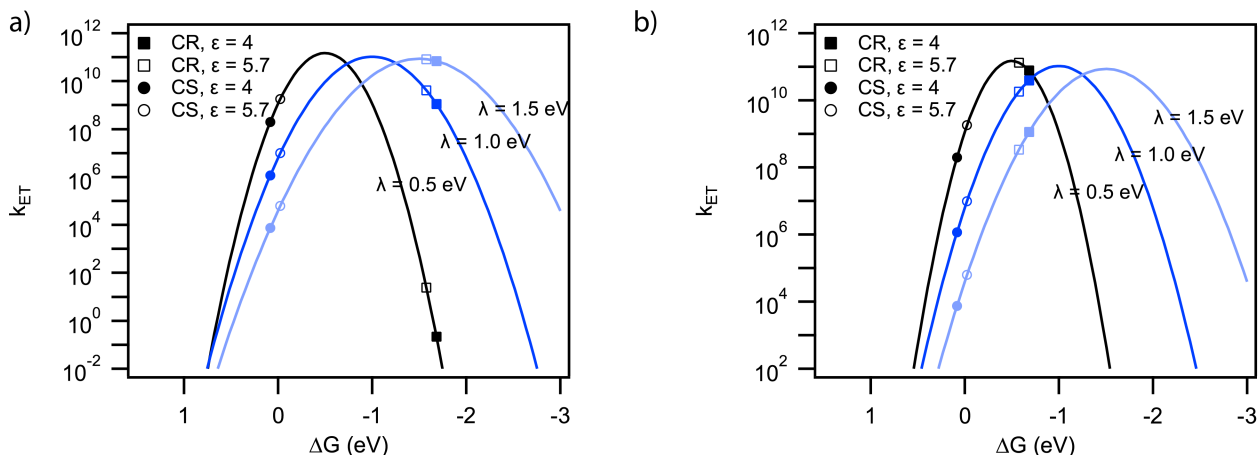 a)
10^12
10^10
10^8
10^6
10^4
10^2
10^0
10^-2
k_ET
CR, ε = 4
CR, ε = 5.7
CS, ε = 4
CS, ε = 5.7
λ = 1.5 eV
λ = 1.0 eV
λ = 0.5 eV
1 0 -1 -2 -3
ΔG (eV)
b)
10^12
10^10
10^8
10^6
10^4
10^2
k_ET
CR, ε = 4
CR, ε = 5.7
CS, ε = 4
CS, ε = 5.7
λ = 1.5 eV
λ = 1.0 eV
λ = 0.5 eV
1 0 -1 -2 -3
ΔG (eV)